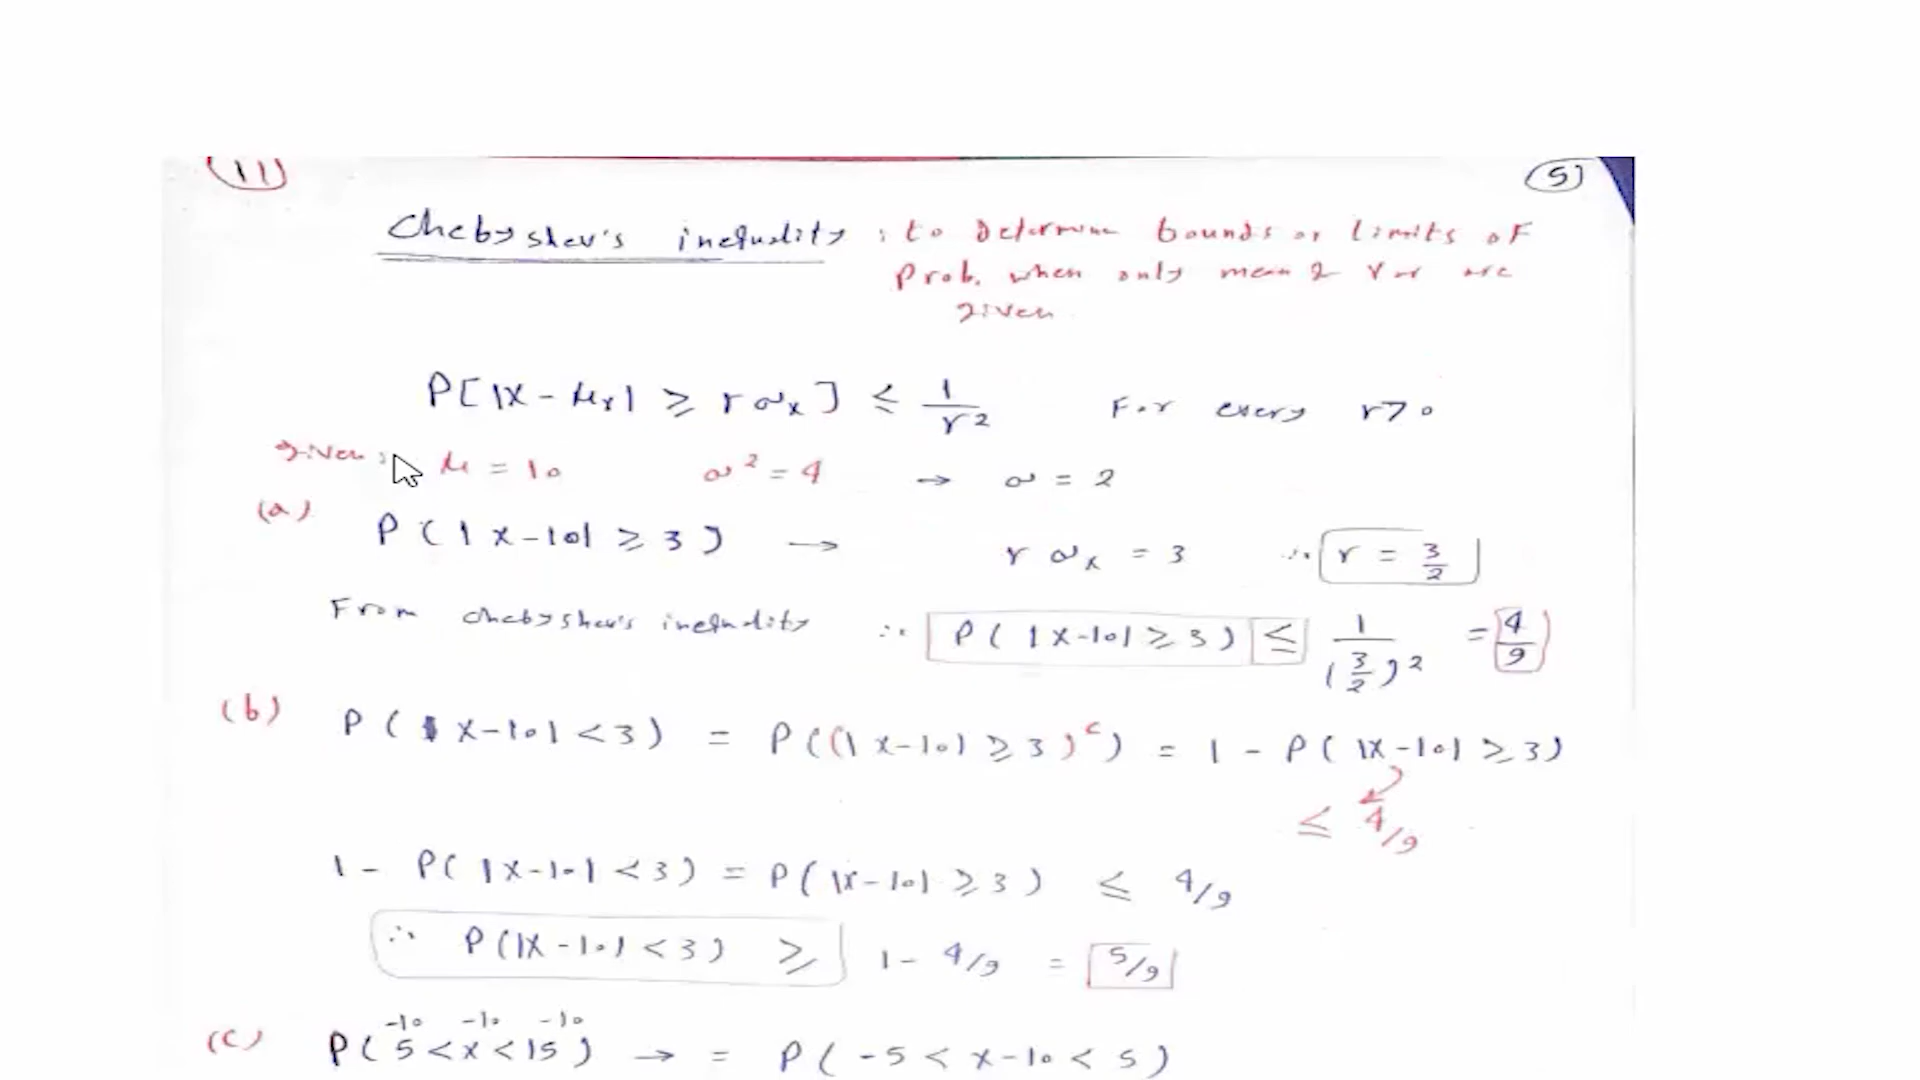 11
5
Chebyshev's inequality : to Determine bounds or limits of
Prob. when only mean & Var are
given
P[|X - μx| ≥ r σx] ≤ 1/r² For every r>0
given: μ = 10 σ² = 4 → σ = 2
(a) P(|x-10| ≥ 3) → r σx = 3 ∴ r = 3/2
From chebyshev's inequality ∴ P(|x-10| ≥ 3) ≤ 1/(3/2)² = 4/9
(b) P(|x-10| < 3) = P((|x-10| ≥ 3)ᶜ) = 1 - P(|x-10| ≥ 3)
≤ 4/9
1 - P(|x-10| < 3) = P(|x-10| ≥ 3) ≤ 4/9
∴ P(|X-10| < 3) ≥ 1 - 4/9 = 5/9
-10 -10 -10
(c) P(5 < x < 15) → = P(-5 < x-10 < 5)